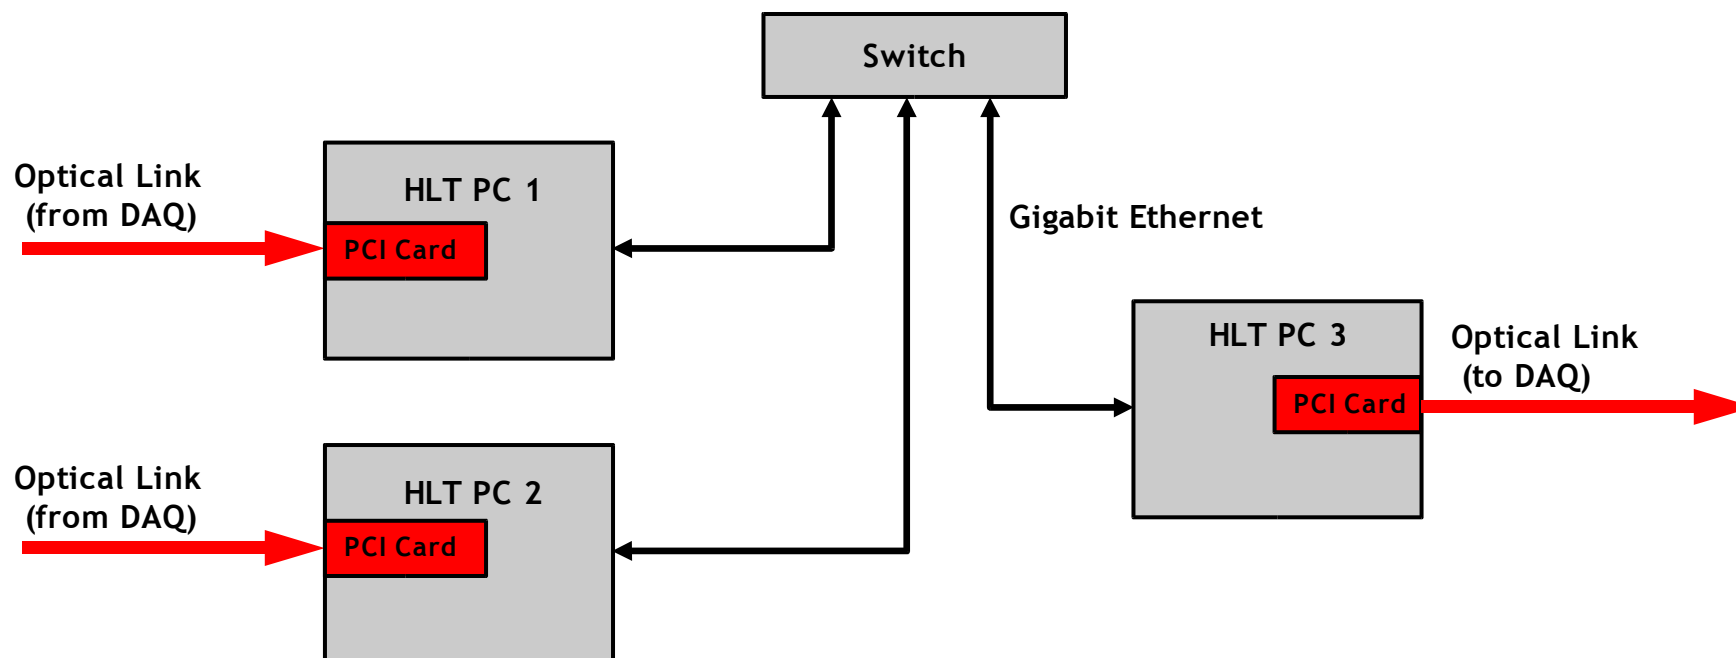 Switch
Optical Link
(from DAQ)
HLT PC 1
PCI Card
Gigabit Ethernet
HLT PC 3
PCI Card
Optical Link
(to DAQ)
Optical Link
(from DAQ)
HLT PC 2
PCI Card